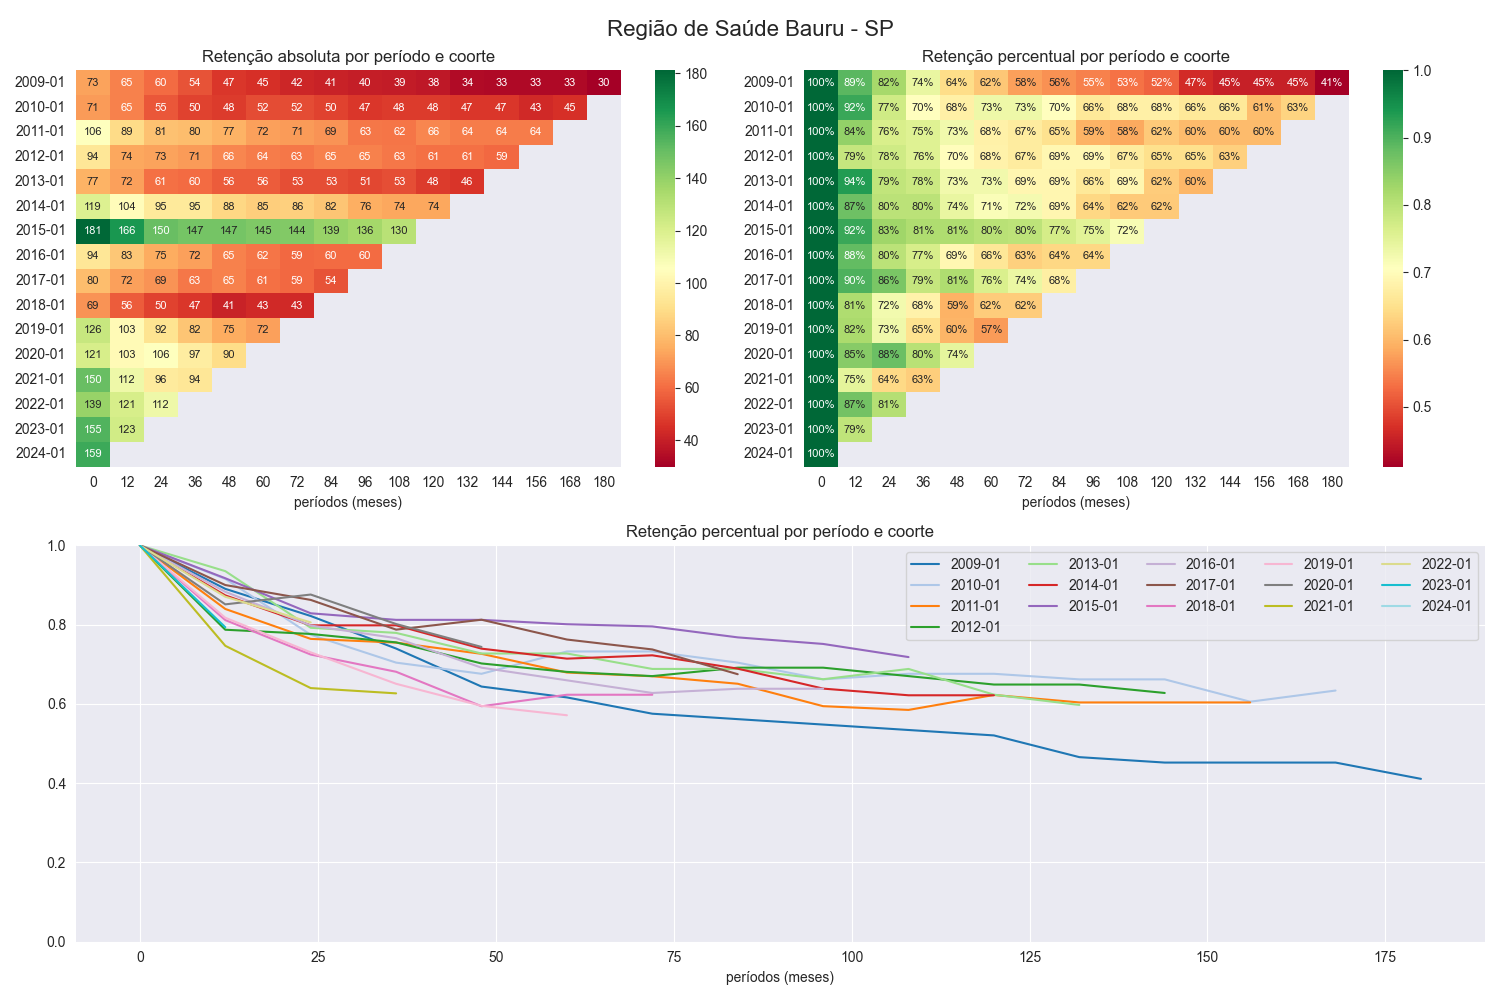 Região de Saúde Bauru - SP
Retenção absoluta por período e coorte
2009-01 73 65 60 54 47 45 42 41 40 39 38 34 33 33 33 30
2010-01 71 65 55 50 48 52 52 50 47 48 48 47 47 43 45
2011-01 106 89 81 80 77 72 71 69 63 62 66 64 64 64
2012-01 94 74 73 71 66 64 63 65 65 63 61 61 59
2013-01 77 72 61 60 56 56 53 53 51 53 48 46
2014-01 119 104 95 95 88 85 86 82 76 74 74
2015-01 181 166 150 147 147 145 144 139 136 130
2016-01 94 83 75 72 65 62 59 60 60
2017-01 80 72 69 63 65 61 59 54
2018-01 69 56 50 47 41 43 43
2019-01 126 103 92 82 75 72
2020-01 121 103 106 97 90
2021-01 150 112 96 94
2022-01 139 121 112
2023-01 155 123
2024-01 159
0 12 24 36 48 60 72 84 96 108 120 132 144 156 168 180
períodos (meses)
180
160
140
120
100
80
60
40
Retenção percentual por período e coorte
2009-01 100% 89% 82% 74% 64% 62% 58% 56% 55% 53% 52% 47% 45% 45% 45% 41%
2010-01 100% 92% 77% 70% 68% 73% 73% 70% 66% 68% 68% 66% 66% 61% 63%
2011-01 100% 84% 76% 75% 73% 68% 67% 65% 59% 58% 62% 60% 60% 60%
2012-01 100% 79% 78% 76% 70% 68% 67% 69% 69% 67% 65% 65% 63%
2013-01 100% 94% 79% 78% 73% 73% 69% 69% 66% 69% 62% 60%
2014-01 100% 87% 80% 80% 74% 71% 72% 69% 64% 62% 62%
2015-01 100% 92% 83% 81% 81% 80% 80% 77% 75% 72%
2016-01 100% 88% 80% 77% 69% 66% 63% 64% 64%
2017-01 100% 90% 86% 79% 81% 76% 74% 68%
2018-01 100% 81% 72% 68% 59% 62% 62%
2019-01 100% 82% 73% 65% 60% 57%
2020-01 100% 85% 88% 80% 74%
2021-01 100% 75% 64% 63%
2022-01 100% 87% 81%
2023-01 100% 79%
2024-01 100%
0 12 24 36 48 60 72 84 96 108 120 132 144 156 168 180
períodos (meses)
1.0
0.9
0.8
0.7
0.6
0.5
Retenção percentual por período e coorte
1.0
0.8
0.6
0.4
0.2
0.0
2009-01 2013-01 2016-01 2019-01 2022-01
2010-01 2014-01 2017-01 2020-01 2023-01
2011-01 2015-01 2018-01 2021-01 2024-01
2012-01
0 25 50 75 100 125 150 175
períodos (meses)